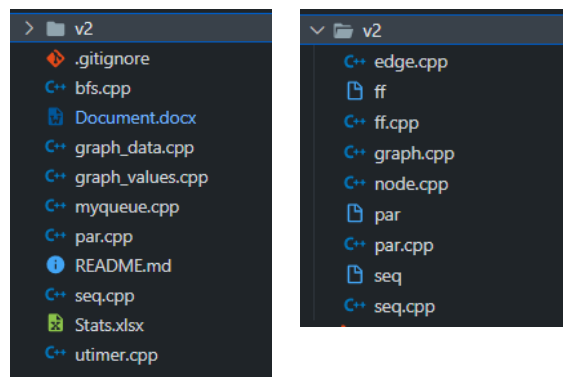 v2
.gitignore
C++ bfs.cpp
Document.docx
C++ graph_data.cpp
C++ graph_values.cpp
C++ myqueue.cpp
C++ par.cpp
README.md
C++ seq.cpp
Stats.xlsx
C++ utimer.cpp
v2
C++ edge.cpp
ff
C++ ff.cpp
C++ graph.cpp
C++ node.cpp
par
C++ par.cpp
seq
C++ seq.cpp